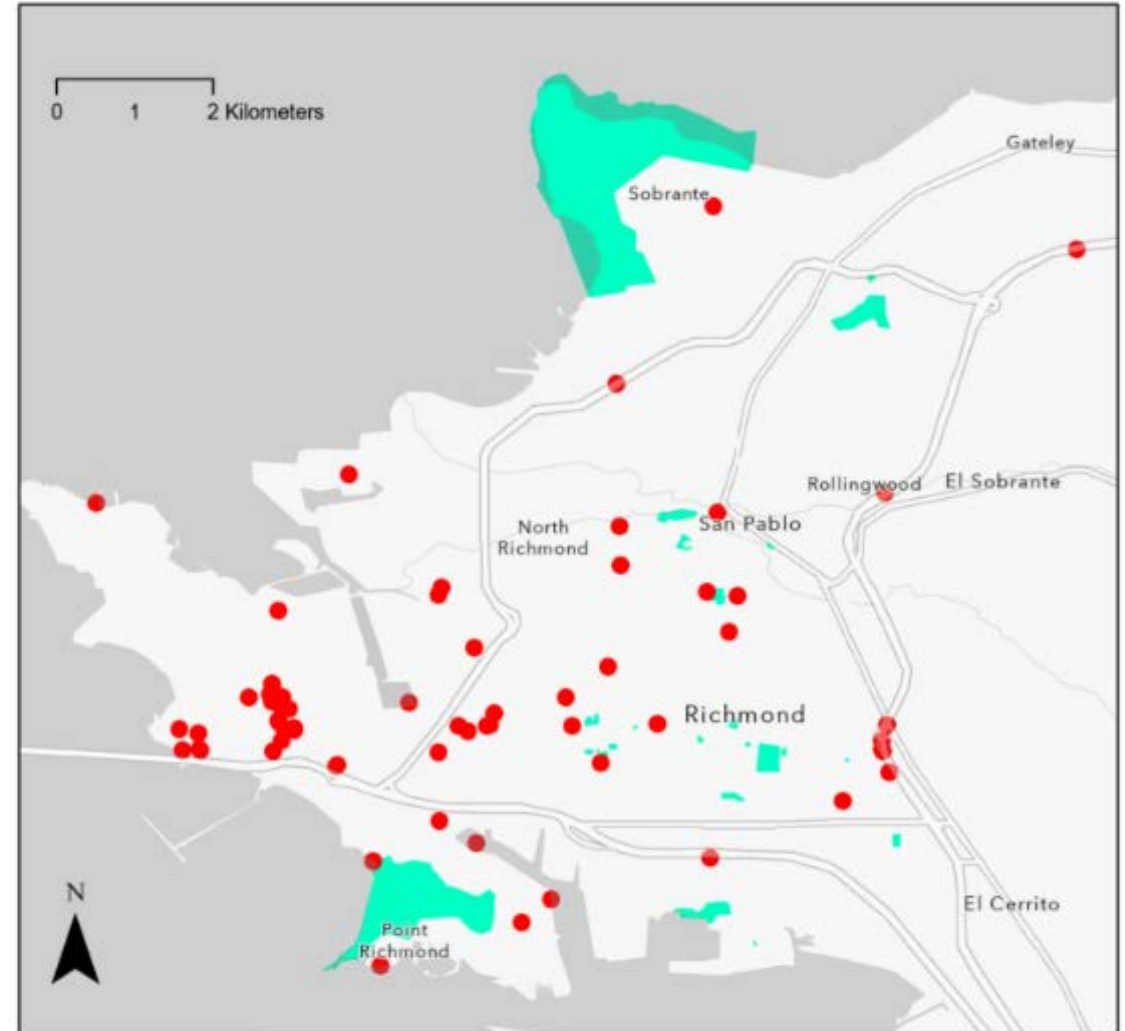 0 1 2 Kilometers
Gateley
Sobrante
Rollingwood
El Sobrante
North
Richmond
San Pablo
Richmond
El Cerrito
N
Point
Richmond